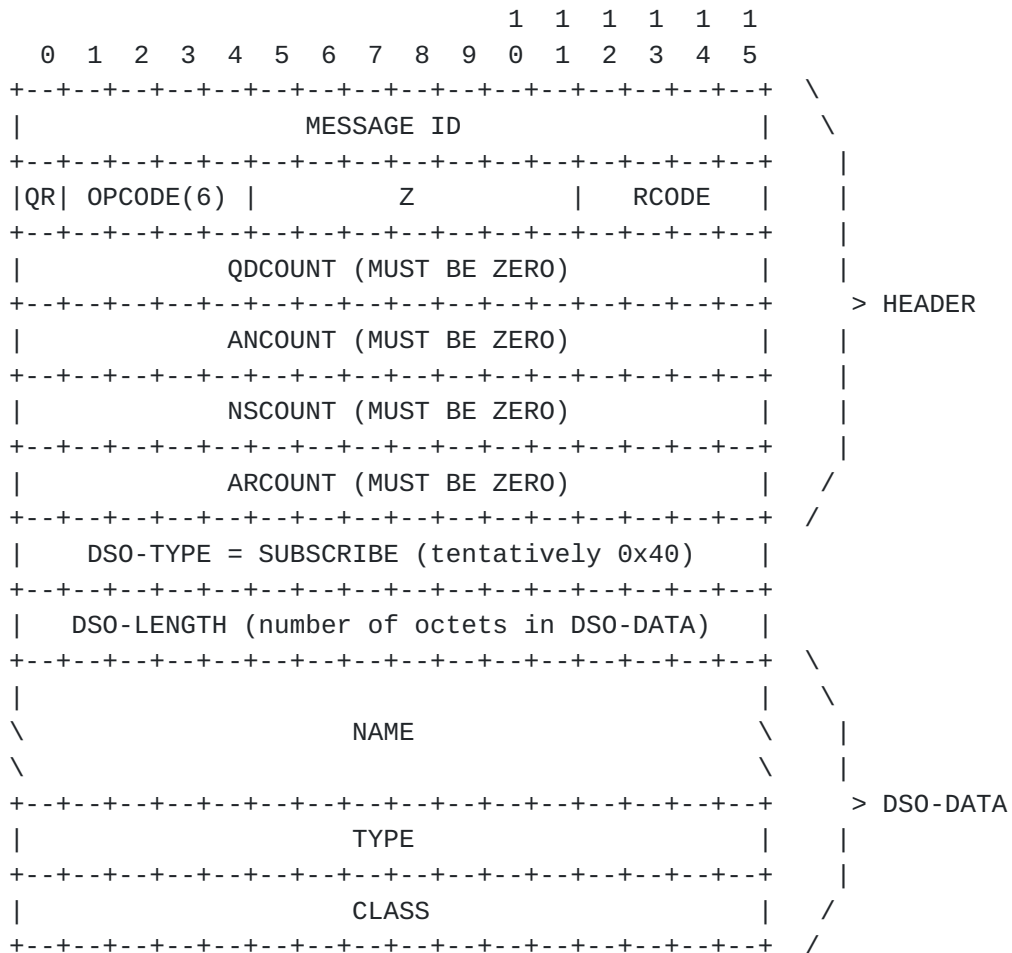 1  1  1  1  1  1
  0  1  2  3  4  5  6  7  8  9  0  1  2  3  4  5
+--+--+--+--+--+--+--+--+--+--+--+--+--+--+--+--+  \
|                  MESSAGE ID                   |   \
+--+--+--+--+--+--+--+--+--+--+--+--+--+--+--+--+    |
|QR| OPCODE(6) |         Z          |   RCODE   |    |
+--+--+--+--+--+--+--+--+--+--+--+--+--+--+--+--+    |
|             QDCOUNT (MUST BE ZERO)            |    |
+--+--+--+--+--+--+--+--+--+--+--+--+--+--+--+--+     > HEADER
|             ANCOUNT (MUST BE ZERO)            |    |
+--+--+--+--+--+--+--+--+--+--+--+--+--+--+--+--+    |
|             NSCOUNT (MUST BE ZERO)            |    |
+--+--+--+--+--+--+--+--+--+--+--+--+--+--+--+--+    |
|             ARCOUNT (MUST BE ZERO)            |   /
+--+--+--+--+--+--+--+--+--+--+--+--+--+--+--+--+  /
|    DSO-TYPE = SUBSCRIBE (tentatively 0x40)    |
+--+--+--+--+--+--+--+--+--+--+--+--+--+--+--+--+
|   DSO-LENGTH (number of octets in DSO-DATA)   |
+--+--+--+--+--+--+--+--+--+--+--+--+--+--+--+--+  \
|                                               |   \
\                     NAME                      \    |
\                                               \    |
+--+--+--+--+--+--+--+--+--+--+--+--+--+--+--+--+     > DSO-DATA
|                     TYPE                      |    |
+--+--+--+--+--+--+--+--+--+--+--+--+--+--+--+--+    |
|                     CLASS                     |   /
+--+--+--+--+--+--+--+--+--+--+--+--+--+--+--+--+  /